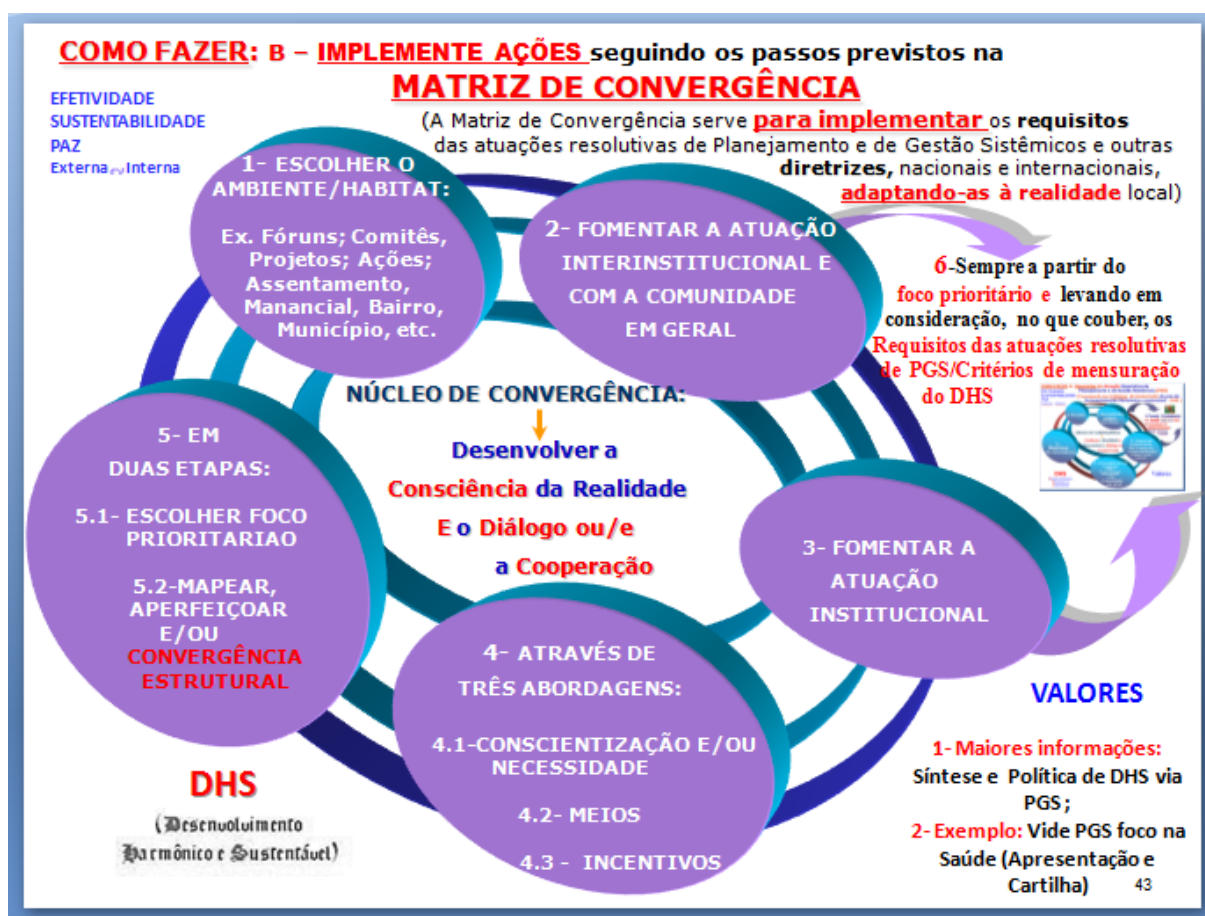 COMO FAZER: B – IMPLEMENTE AÇÕES seguindo os passos previstos na
MATRIZ DE CONVERGÊNCIA
(A Matriz de Convergência serve para implementar os requisitos
das atuações resolutivas de Planejamento e de Gestão Sistêmicos e outras
diretrizes, nacionais e internacionais,
adaptando-as à realidade local)
EFETIVIDADE
SUSTENTABILIDADE
PAZ
Externa Interna
1- ESCOLHER O
AMBIENTE/HABITAT:
Ex. Fóruns; Comitês,
Projetos; Ações;
Assentamento,
Manancial, Bairro,
Município, etc.
2- FOMENTAR A ATUAÇÃO
INTERINSTITUCIONAL E
COM A COMUNIDADE
EM GERAL
6-Sempre a partir do
foco prioritário e levando em
consideração, no que couber, os
Requisitos das atuações resolutivas
de PGS/Critérios de mensuração
do DHS
NÚCLEO DE CONVERGÊNCIA:
Desenvolver a
Consciência da Realidade
E o Diálogo ou/e
a Cooperação
3- FOMENTAR A
ATUAÇÃO
INSTITUCIONAL
4- ATRAVÉS DE
TRÊS ABORDAGENS:
4.1-CONSCIENTIZAÇÃO E/OU
NECESSIDADE
4.2- MEIOS
4.3 - INCENTIVOS
5- EM
DUAS ETAPAS:
5.1- ESCOLHER FOCO
PRIORITARIAO
5.2-MAPEAR,
APERFEIÇOAR
E/OU
CONVERGÊNCIA
ESTRUTURAL
DHS
(Desenvolvimento
Harmônico e Sustentável)
VALORES
1- Maiores informações:
Síntese e Política de DHS via
PGS;
2- Exemplo: Vide PGS foco na
Saúde (Apresentação e
Cartilha)
43